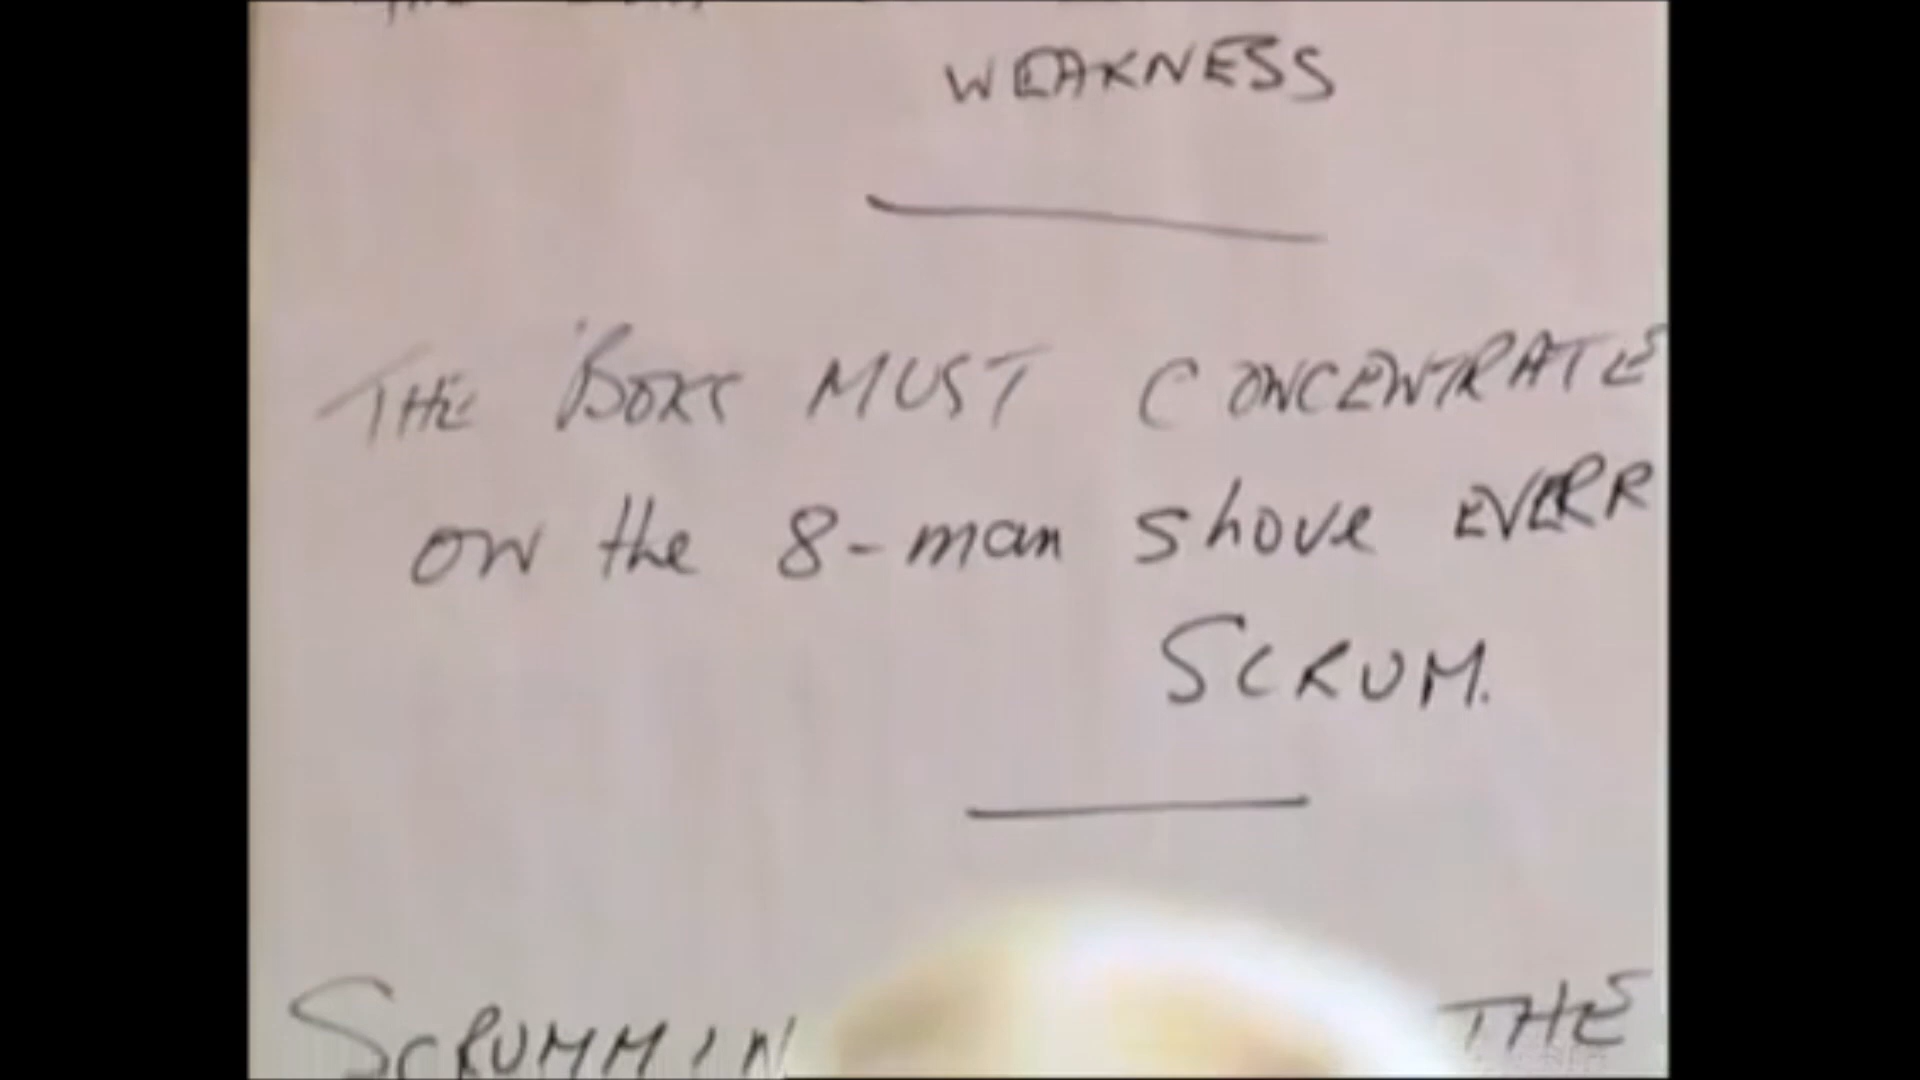 WEAKNESS
THE 'BOKS MUST CONCENTRATE
ON the 8-man shove EVERR
SCRUM.
SCRUMMIN THE